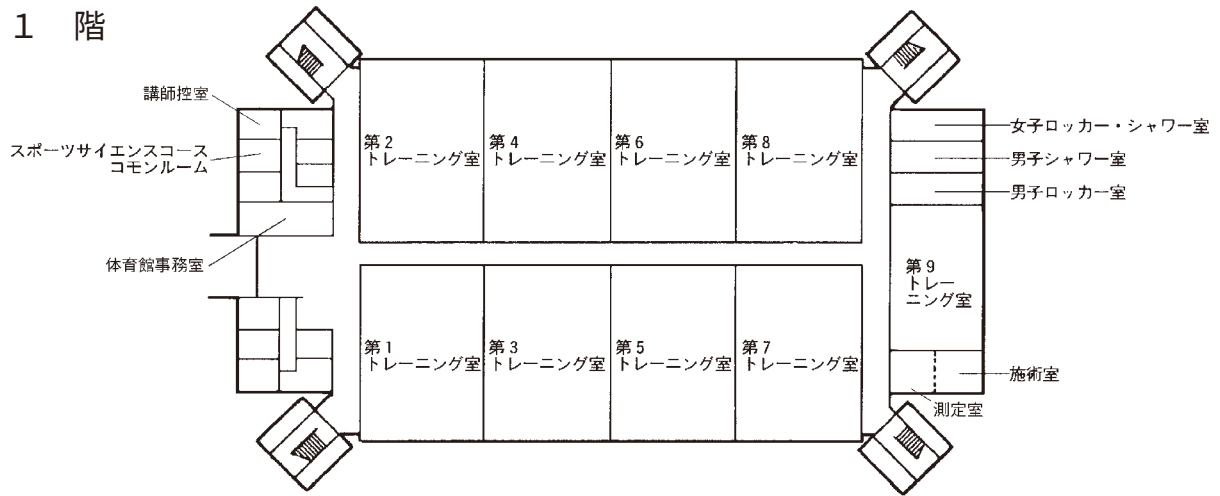 1 階
講師控室
スポーツサイエンスコース
コモンルーム
体育館事務室
第2
トレーニング室
第4
トレーニング室
第6
トレーニング室
第8
トレーニング室
女子ロッカー・シャワー室
男子シャワー室
男子ロッカー室
第9
トレー
ニング室
第1
トレーニング室
第3
トレーニング室
第5
トレーニング室
第7
トレーニング室
施術室
測定室